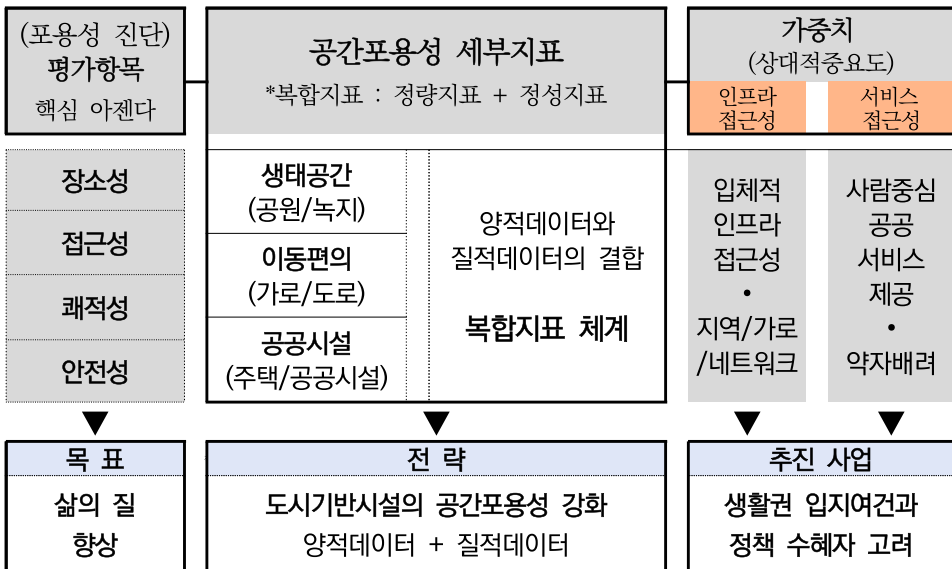 (포용성 진단)
평가항목
핵심 아젠다
공간포용성 세부지표
*복합지표 : 정량지표 + 정성지표
가중치
(상대적중요도)
인프라
접근성
서비스
접근성
장소성
접근성
쾌적성
안전성
생태공간
(공원/녹지)
이동편의
(가로/도로)
공공시설
(주택/공공시설)
양적데이터와
질적데이터의 결합
복합지표 체계
입체적
인프라
접근성
•
지역/가로
/네트워크
사람중심
공공
서비스
제공
•
약자배려
목 표
삶의 질
향상
전 략
도시기반시설의 공간포용성 강화
양적데이터 + 질적데이터
추진 사업
생활권 입지여건과
정책 수혜자 고려